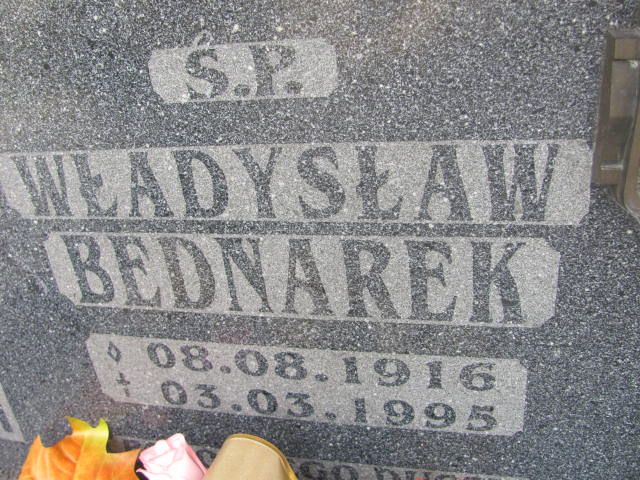 Ś.P.
WŁADYSŁAW
BEDNAREK
08.08.1916
03.03.1995